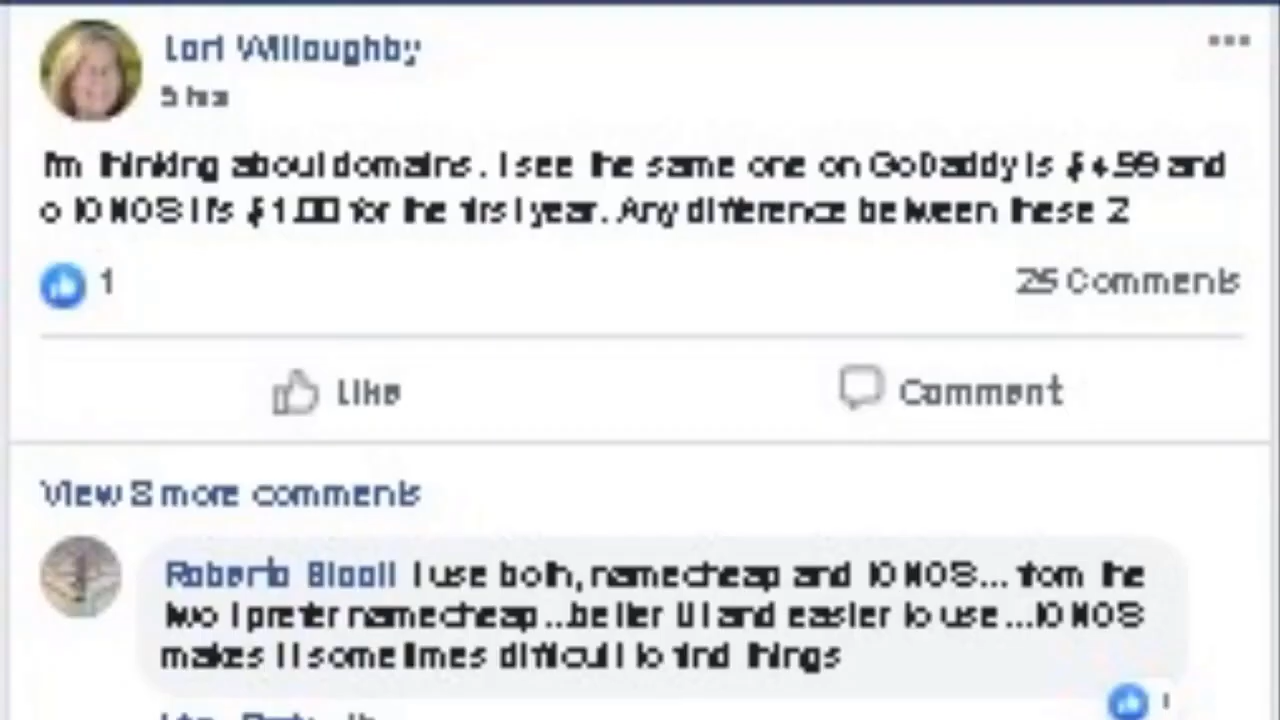 Lori Willoughby
5 hrs
I'm thinking about domains. I see the same one on GoDaddy is $4.99 and
o IONOS it's $1.00 for the first year. Any difference between these 2
1
25 Comments
Like
Comment
View 8 more comments
Roberto I use both, namecheap and IONOS... from the
two I prefer namecheap...better UI and easier to use...IONOS
makes it sometimes difficult to find things
1